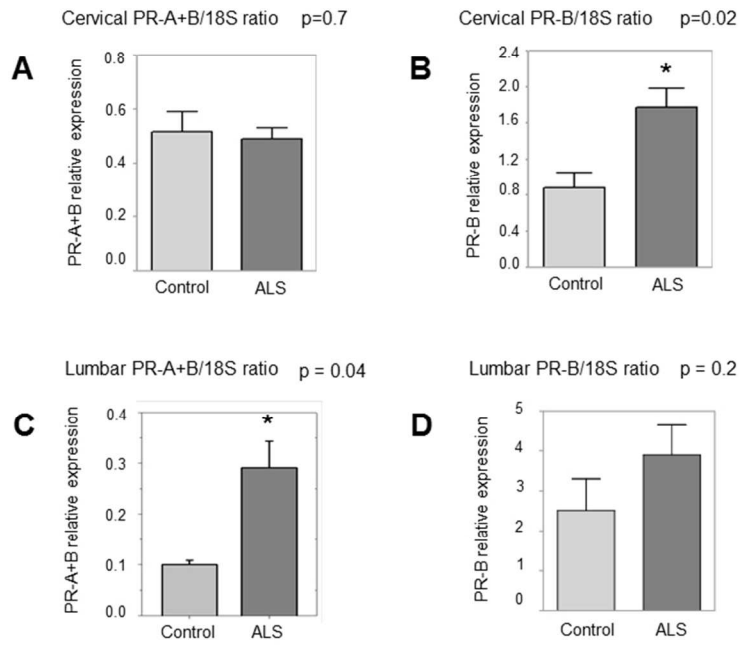 Cervical PR-A+B/18S ratio p=0.7
A
PR-A+B relative expression
0.8
0.6
0.4
0.2
0.0
Control ALS
Cervical PR-B/18S ratio p=0.02
B
PR-B relative expression
2.4
2.0
1.6
1.2
0.8
0.4
0.0
*
Control ALS
Lumbar PR-A+B/18S ratio p = 0.04
C
PR-A+B relative expression
0.4
0.3
0.2
0.1
0.0
*
Control ALS
Lumbar PR-B/18S ratio p = 0.2
D
PR-B relative expression
5
4
3
2
1
0
Control ALS